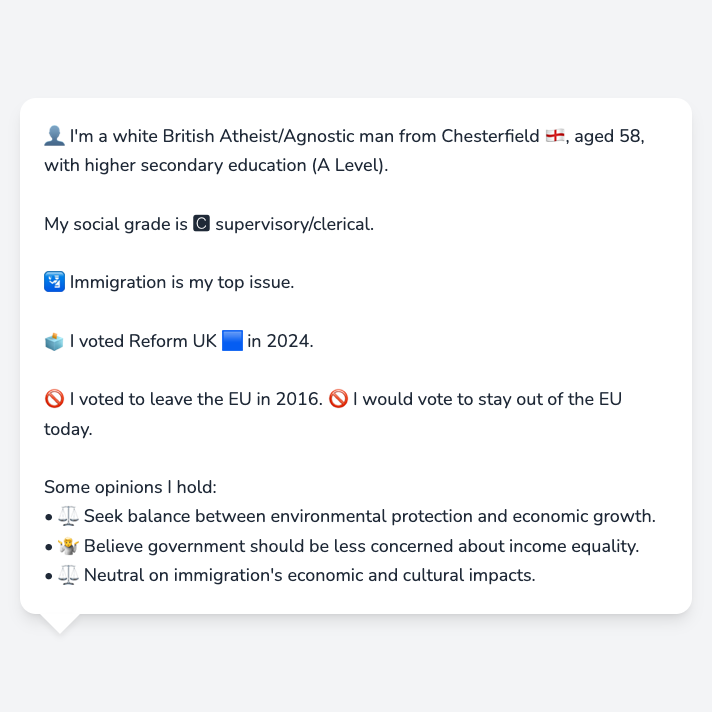 👤 I'm a white British Atheist/Agnostic man from Chesterfield 🏴󠁧󠁢󠁥󠁮󠁧󠁿, aged 58,
with higher secondary education (A Level).
My social grade is 🅲 supervisory/clerical.
🛂 Immigration is my top issue.
🗳️ I voted Reform UK 🟦 in 2024.
🚫 I voted to leave the EU in 2016. 🚫 I would vote to stay out of the EU
today.
Some opinions I hold:
• ⚖️ Seek balance between environmental protection and economic growth.
• 🤷 Believe government should be less concerned about income equality.
• ⚖️ Neutral on immigration's economic and cultural impacts.